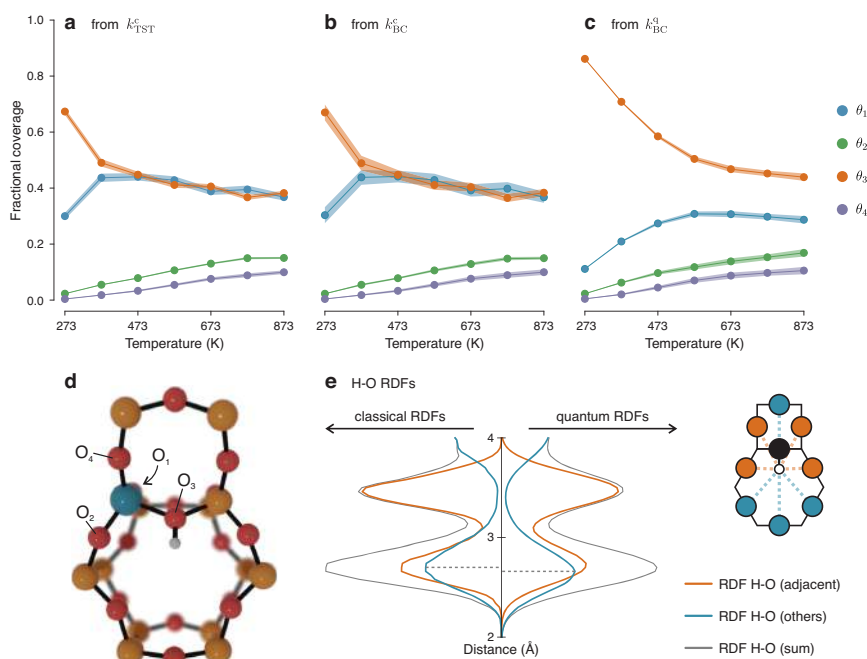 a from k^c_TST
b from k^c_BC
c from k^q_BC
Fractional coverage
1.0
0.8
0.6
0.4
0.2
0.0
273 473 673 873
Temperature (K)
273 473 673 873
Temperature (K)
273 473 673 873
Temperature (K)
θ1
θ2
θ3
θ4
d
O4
O1
O3
O2
e H-O RDFs
classical RDFs quantum RDFs
4
3
2
Distance (Å)
RDF H-O (adjacent)
RDF H-O (others)
RDF H-O (sum)